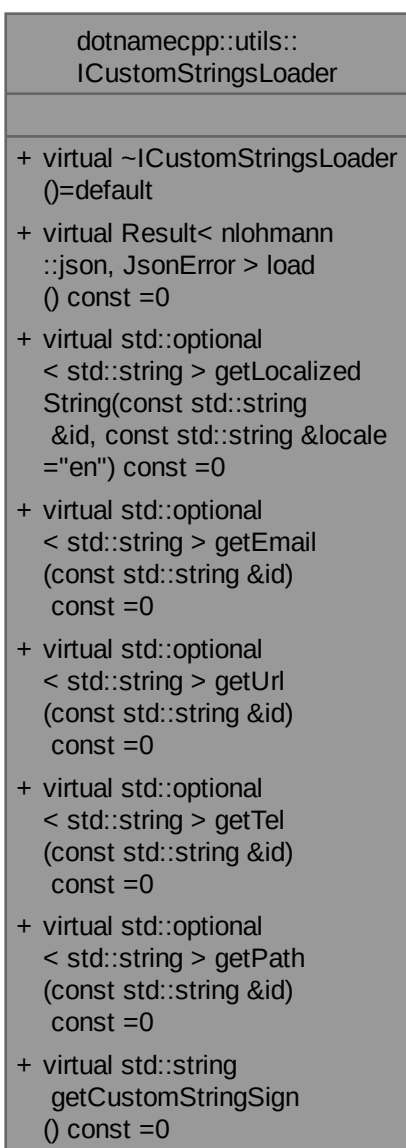 dotnamecpp::utils::
ICustomStringsLoader
+ virtual ~ICustomStringsLoader
()=default
+ virtual Result< nlohmann
::json, JsonError > load
() const =0
+ virtual std::optional
< std::string > getLocalized
String(const std::string
&id, const std::string &locale
="en") const =0
+ virtual std::optional
< std::string > getEmail
(const std::string &id)
const =0
+ virtual std::optional
< std::string > getUrl
(const std::string &id)
const =0
+ virtual std::optional
< std::string > getTel
(const std::string &id)
const =0
+ virtual std::optional
< std::string > getPath
(const std::string &id)
const =0
+ virtual std::string
getCustomStringSign
() const =0